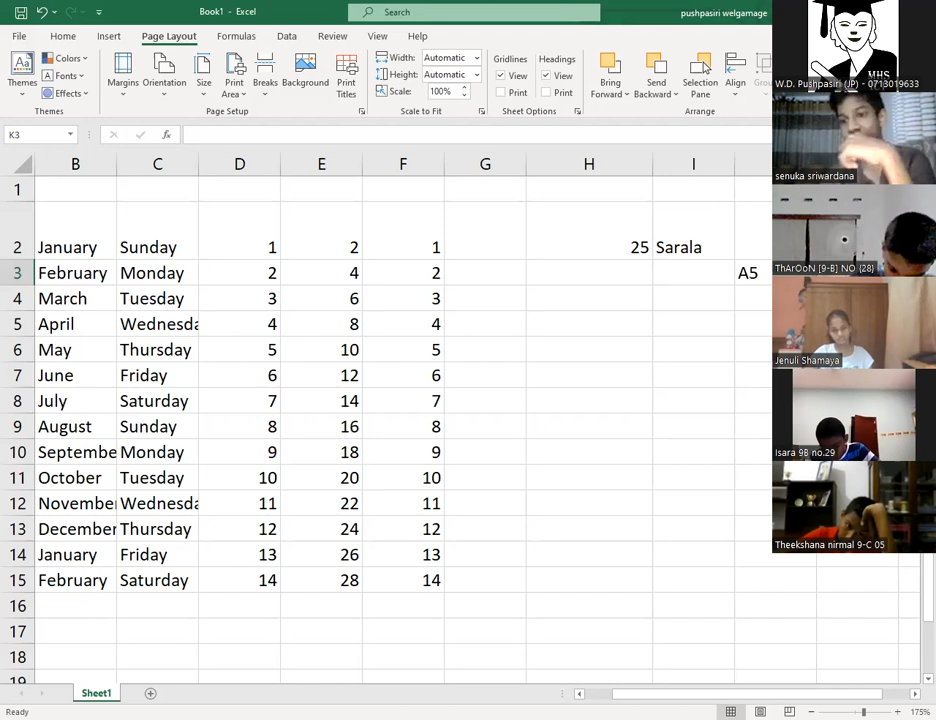 Book1 - Excel
Search
pushpasiri welgamage
File Home Insert Page Layout Formulas Data Review View Help
Themes Colors Fonts Effects Margins Orientation Size Print Area Breaks Background Print Titles Width: Automatic Height: Automatic Scale: 100% Gridlines View Print Headings View Print Bring Forward Send Backward Selection Pane Align
Themes Page Setup Scale to Fit Sheet Options Arrange
K3 fx
B C D E F G H I
1
2 January Sunday 1 2 1 25 Sarala
3 February Monday 2 4 2 A5
4 March Tuesday 3 6 3
5 April Wednesda 4 8 4
6 May Thursday 5 10 5
7 June Friday 6 12 6
8 July Saturday 7 14 7
9 August Sunday 8 16 8
10 Septembe Monday 9 18 9
11 October Tuesday 10 20 10
12 November Wednesda 11 22 11
13 December Thursday 12 24 12
14 January Friday 13 26 13
15 February Saturday 14 28 14
16
17
18
19
Sheet1
Ready
175%
MHS
W.D. Pushpasiri (JP) - 0713019633
senuka sriwardana
ThArOoN [9-B] NO {28}
Jenuli Shamaya
Isara 9B no.29
Theekshana nirmal 9-C 05